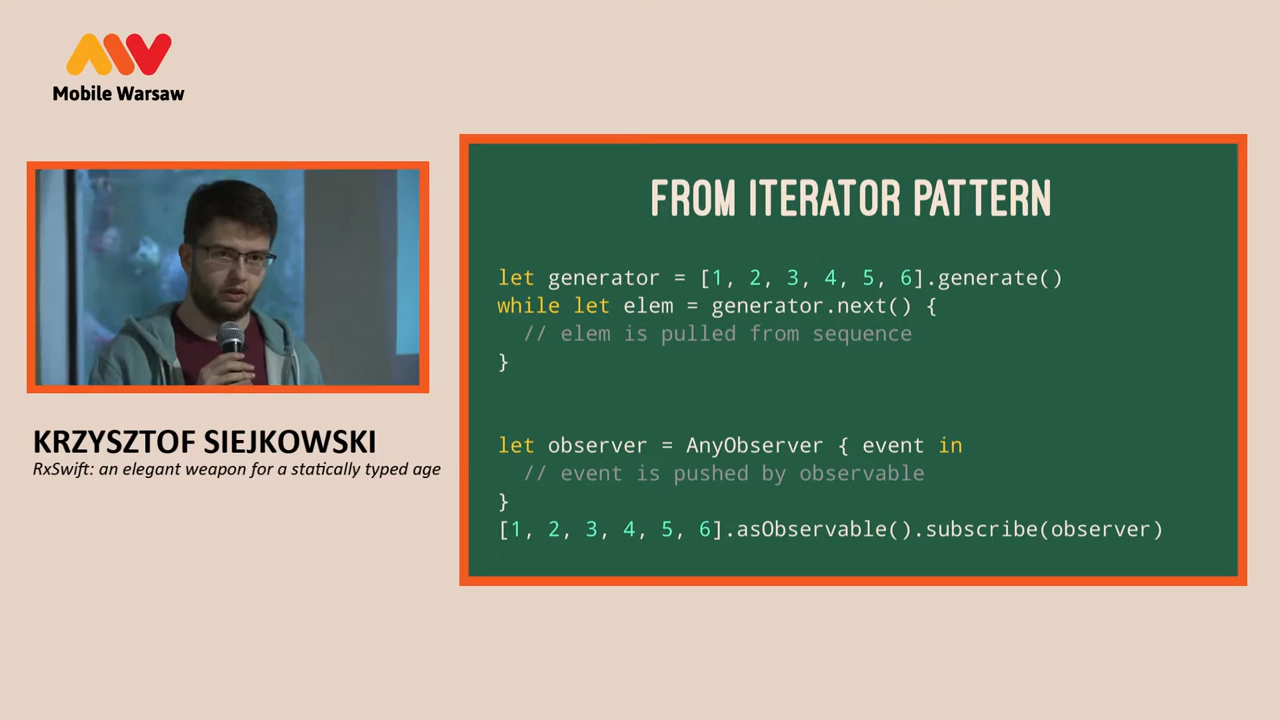 Mobile Warsaw
KRZYSZTOF SIEJKOWSKI
RxSwift: an elegant weapon for a statically typed age
FROM ITERATOR PATTERN
let generator = [1, 2, 3, 4, 5, 6].generate()
while let elem = generator.next() {
// elem is pulled from sequence
}
let observer = AnyObserver { event in
// event is pushed by observable
}
[1, 2, 3, 4, 5, 6].asObservable().subscribe(observer)